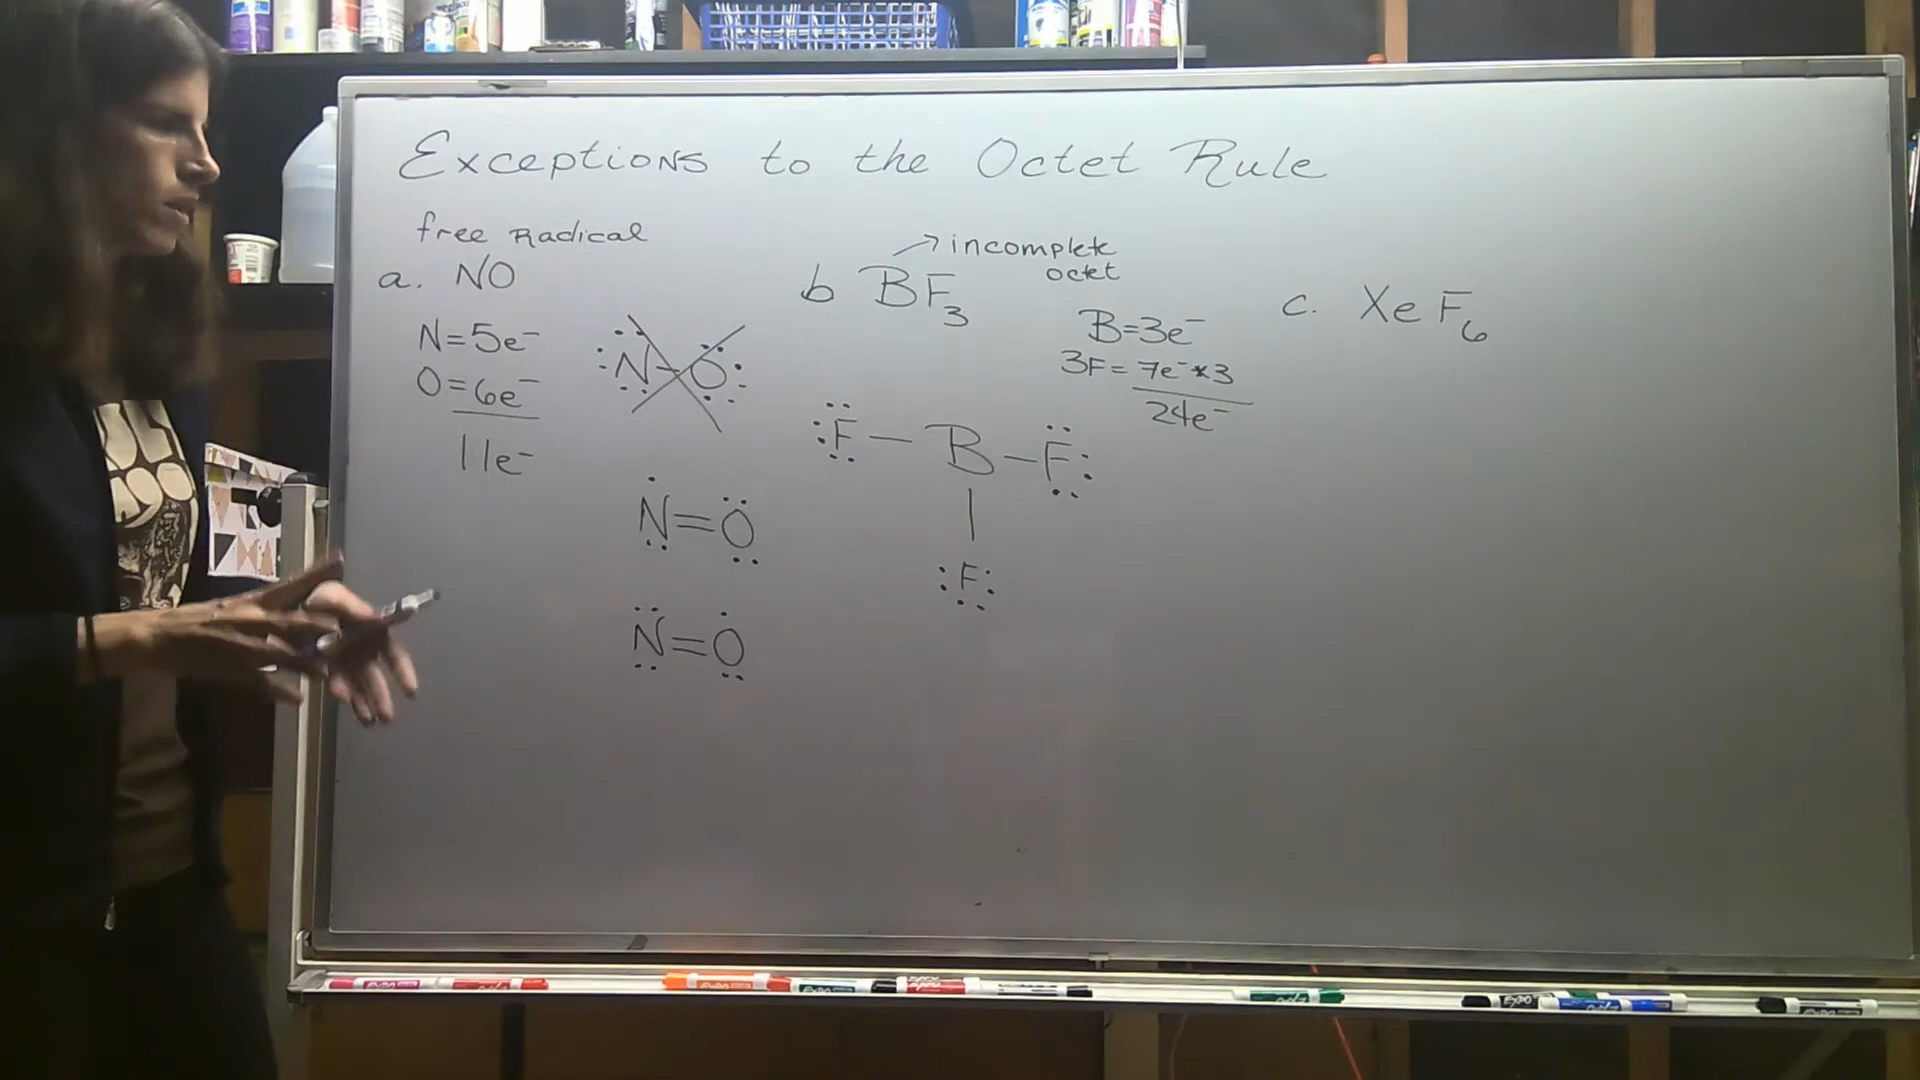 Exceptions to the Octet Rule
free Radical
a. NO
N=5e⁻
O=6e⁻
11e⁻
N–O
N=O
N=O
b BF₃
→ incomplete
octet
B=3e⁻
3F=7e⁻*3
24e⁻
F–B–F
F
c. XeF₆